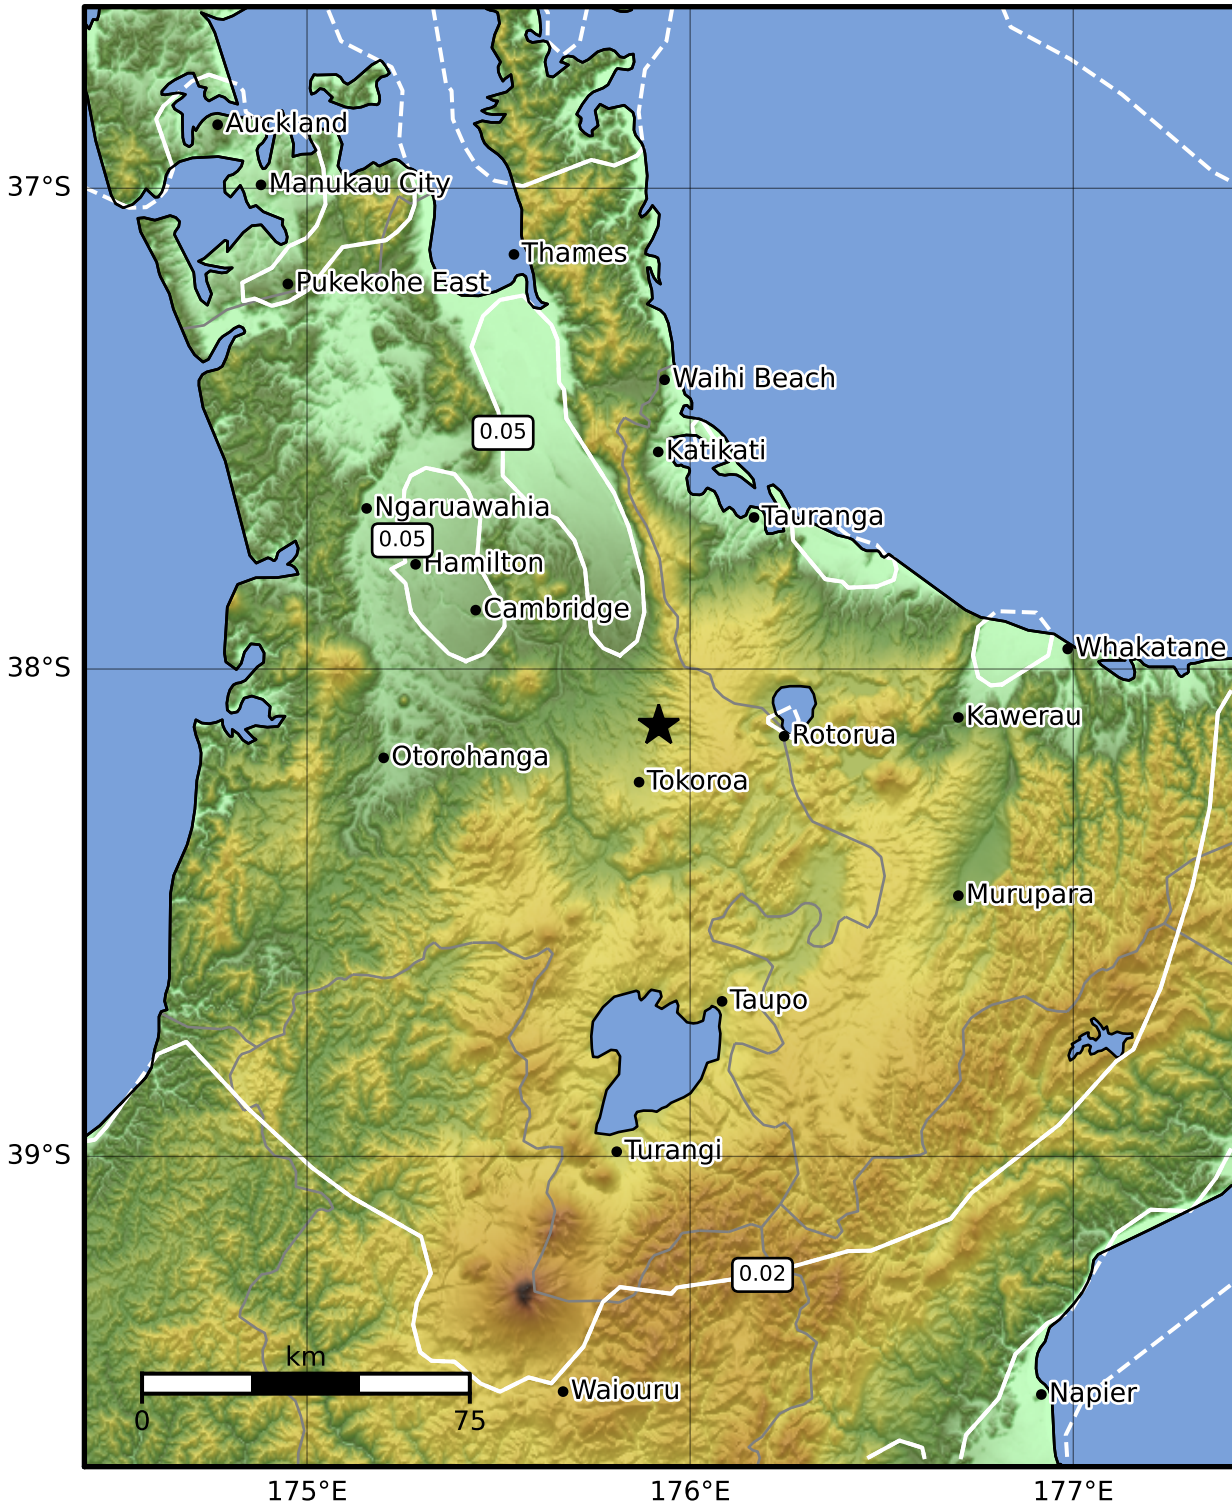 Auckland
Manukau City
37°S
Thames
Pukekohe East
Waihi Beach
0.05
Katikati
Ngaruawahia
Tauranga
0.05
Hamilton
Cambridge
Whakatane
38°S
Kawerau
Rotorua
Otorohanga
Tokoroa
Murupara
Taupo
Turangi
39°S
0.02
km
0 75
Waiouru
Napier
175°E 176°E 177°E